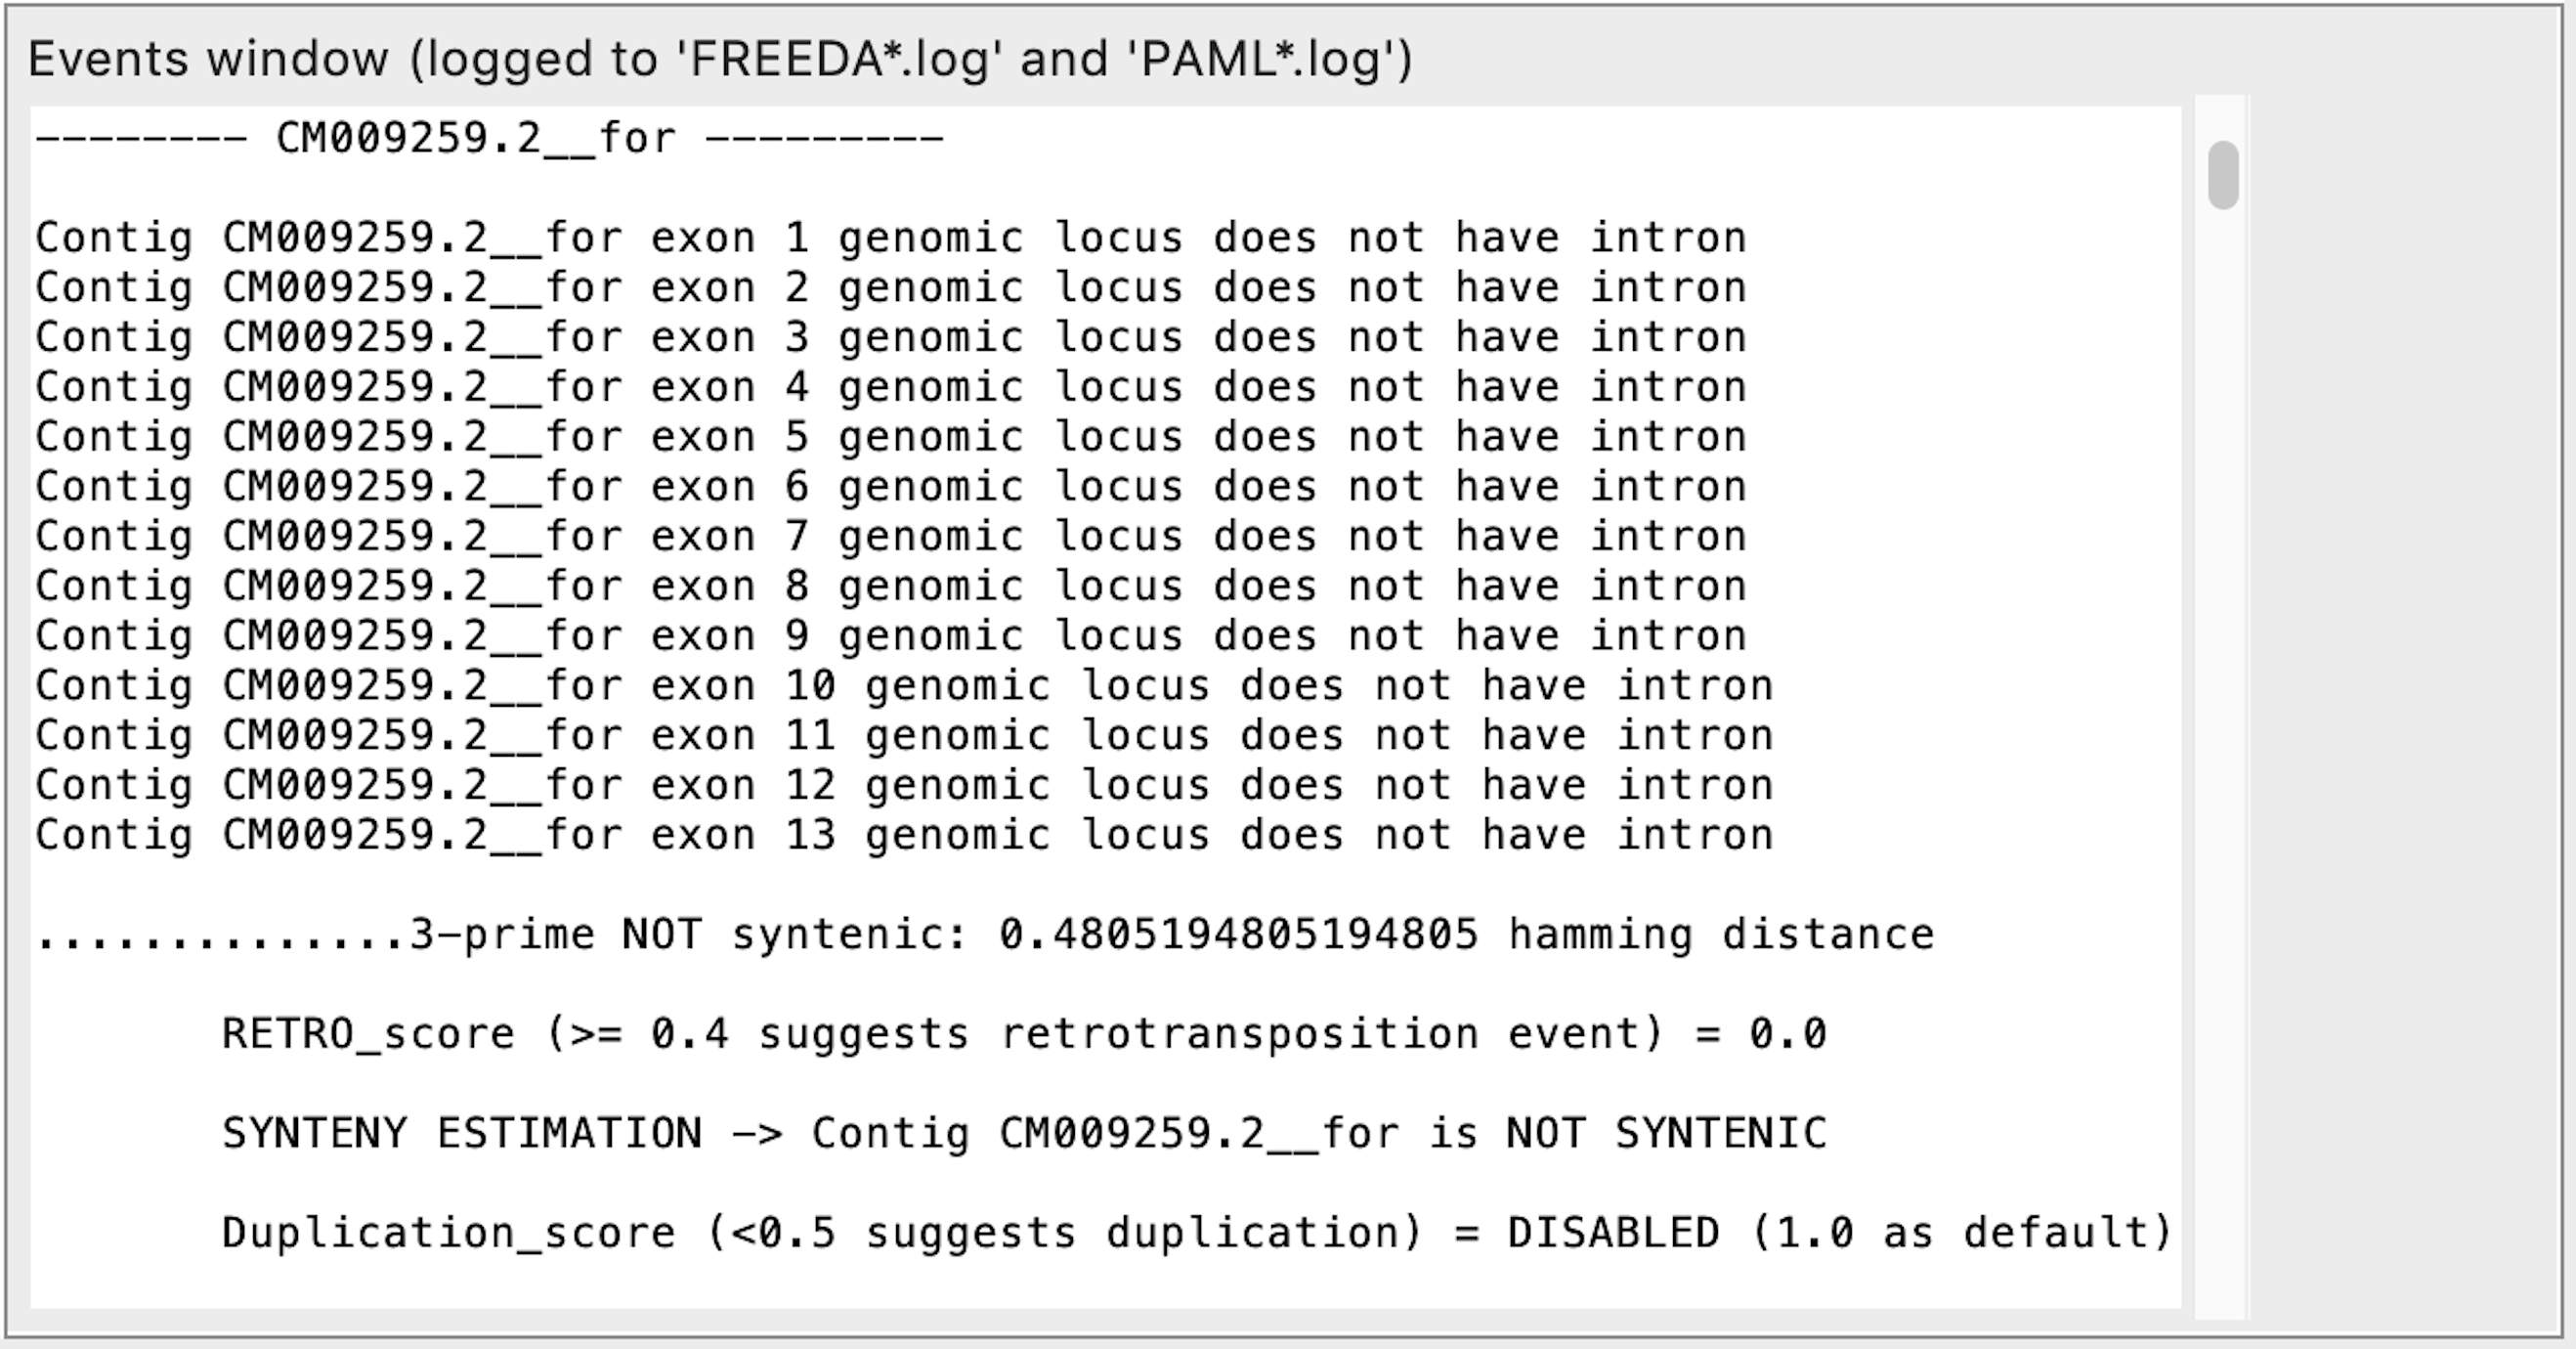 Events window (logged to 'FREEDA*.log' and 'PAML*.log')
-------- CM009259.2__for ---------
Contig CM009259.2__for exon 1 genomic locus does not have intron
Contig CM009259.2__for exon 2 genomic locus does not have intron
Contig CM009259.2__for exon 3 genomic locus does not have intron
Contig CM009259.2__for exon 4 genomic locus does not have intron
Contig CM009259.2__for exon 5 genomic locus does not have intron
Contig CM009259.2__for exon 6 genomic locus does not have intron
Contig CM009259.2__for exon 7 genomic locus does not have intron
Contig CM009259.2__for exon 8 genomic locus does not have intron
Contig CM009259.2__for exon 9 genomic locus does not have intron
Contig CM009259.2__for exon 10 genomic locus does not have intron
Contig CM009259.2__for exon 11 genomic locus does not have intron
Contig CM009259.2__for exon 12 genomic locus does not have intron
Contig CM009259.2__for exon 13 genomic locus does not have intron
..............3-prime NOT syntenic: 0.4805194805194805 hamming distance
RETRO_score (>= 0.4 suggests retrotransposition event) = 0.0
SYNTENY ESTIMATION -> Contig CM009259.2__for is NOT SYNTENIC
Duplication_score (<0.5 suggests duplication) = DISABLED (1.0 as default)